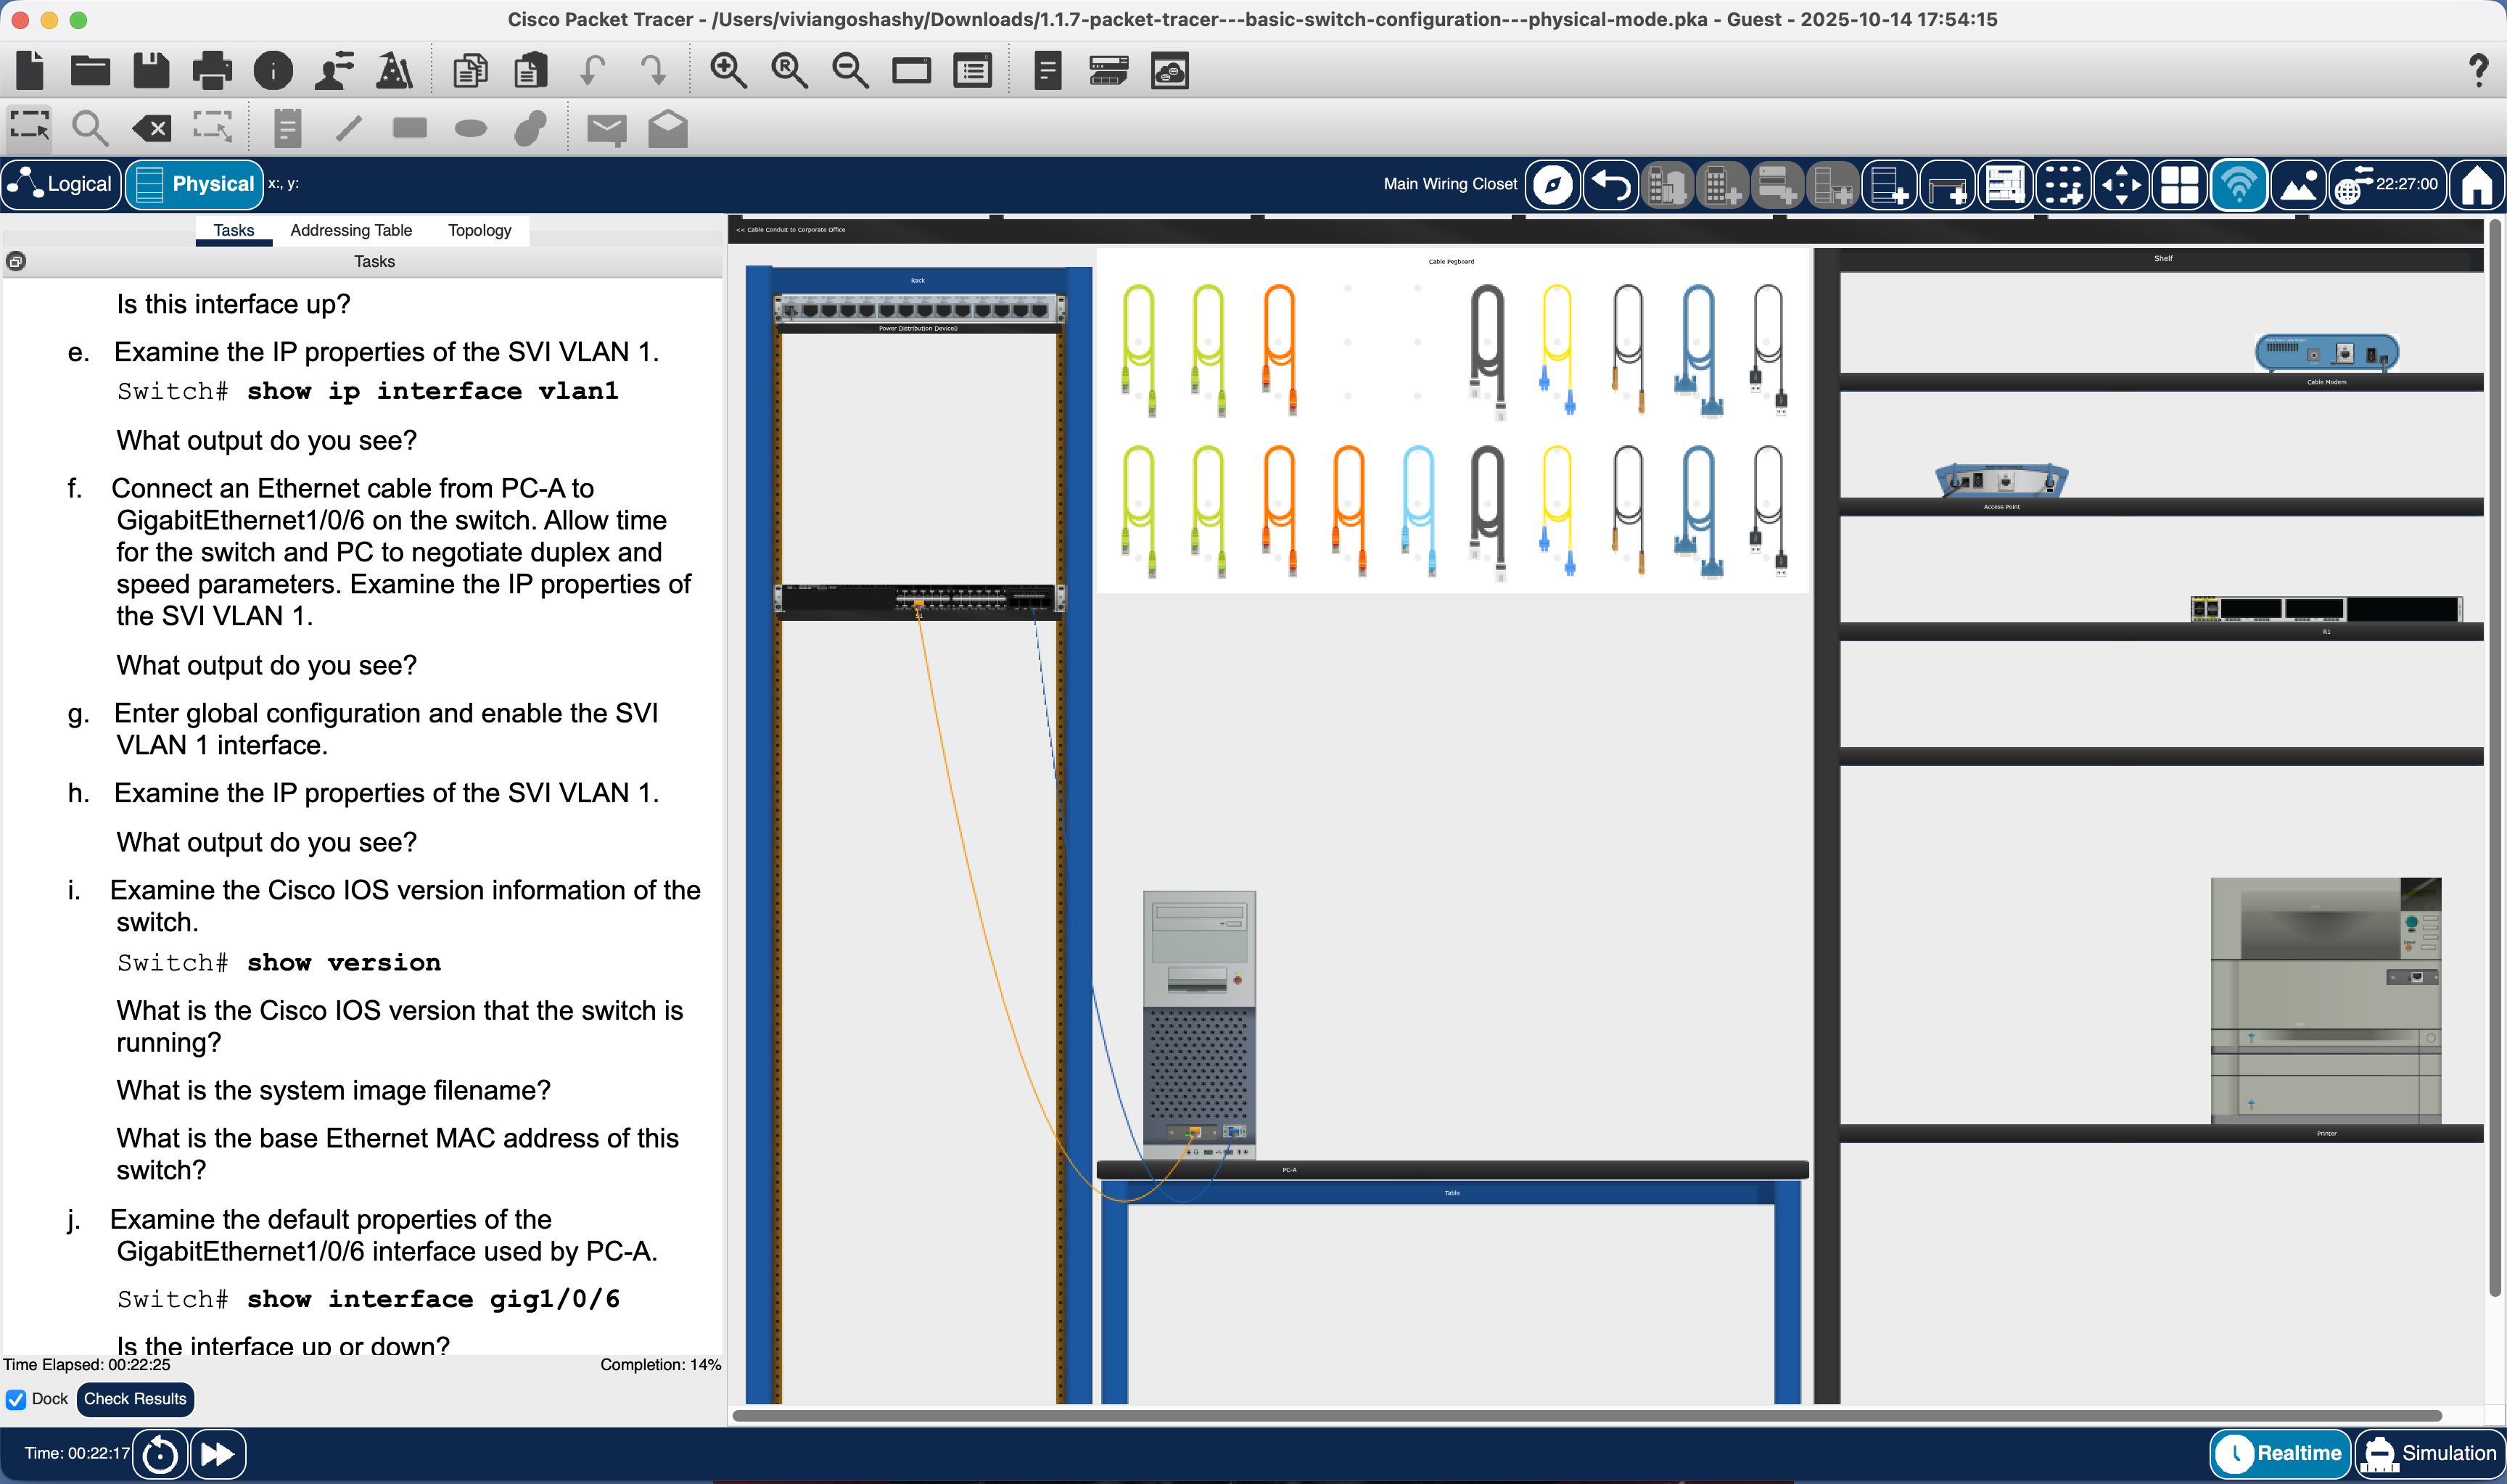 Cisco Packet Tracer - /Users/viviangoshashy/Downloads/1.1.7-packet-tracer---basic-switch-configuration---physical-mode.pka - Guest - 2025-10-14 17:54:15
Logical
Physical
x:, y:
Main Wiring Closet
22:27:00
Tasks
Addressing Table
Topology
Tasks
Is this interface up?
e. Examine the IP properties of the SVI VLAN 1.
Switch# show ip interface vlan1
What output do you see?
f. Connect an Ethernet cable from PC-A to
GigabitEthernet1/0/6 on the switch. Allow time
for the switch and PC to negotiate duplex and
speed parameters. Examine the IP properties of
the SVI VLAN 1.
What output do you see?
g. Enter global configuration and enable the SVI
VLAN 1 interface.
h. Examine the IP properties of the SVI VLAN 1.
What output do you see?
i. Examine the Cisco IOS version information of the
switch.
Switch# show version
What is the Cisco IOS version that the switch is
running?
What is the system image filename?
What is the base Ethernet MAC address of this
switch?
j. Examine the default properties of the
GigabitEthernet1/0/6 interface used by PC-A.
Switch# show interface gig1/0/6
Is the interface up or down?
Time Elapsed: 00:22:25
Completion: 14%
Dock
Check Results
<< Cable Conduit to Corporate Office
Rack
Power Distribution Device0
S1
Cable Pegboard
Shelf
Cable Modem
Access Point
R1
Printer
PC-A
Table
Time: 00:22:17
Realtime
Simulation